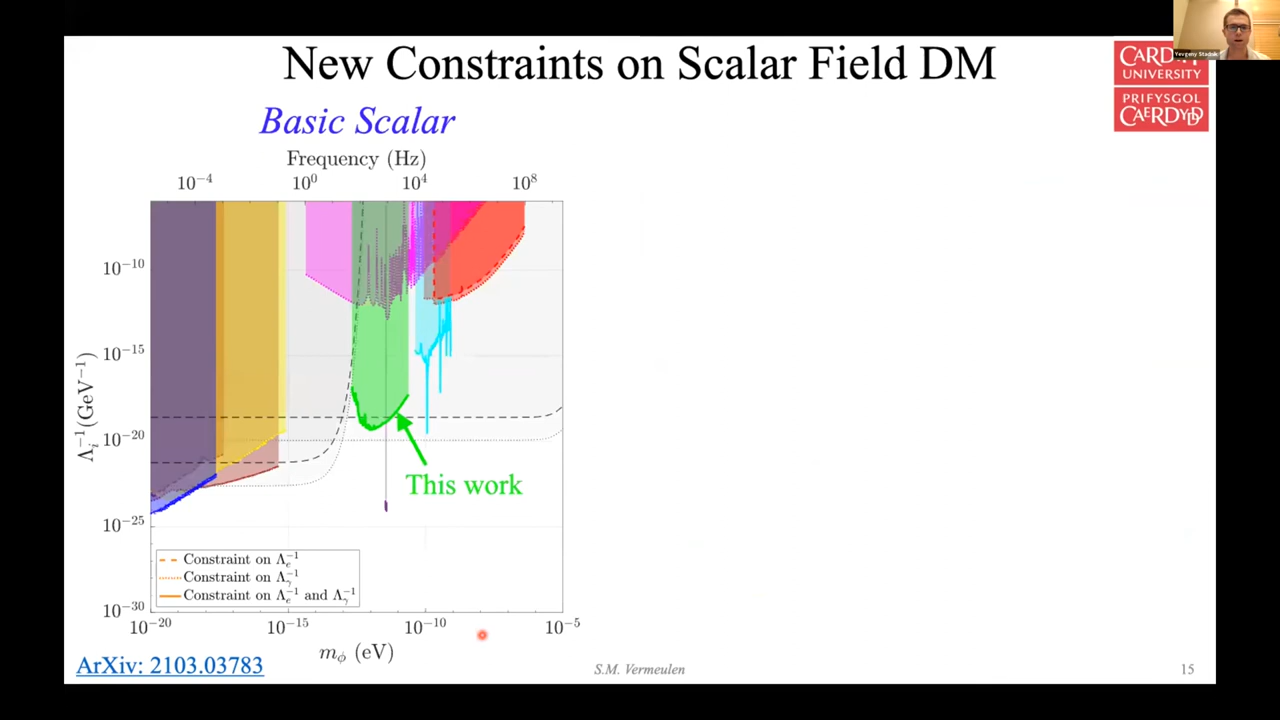 New Constraints on Scalar Field DM
Yevgeny Stadnik
CARDIFF
UNIVERSITY
PRIFYSGOL
CAERDYDD
Basic Scalar
Frequency (Hz)
10⁻⁴ 10⁰ 10⁴ 10⁸
10⁻¹⁰
10⁻¹⁵
10⁻²⁰
10⁻²⁵
10⁻³⁰
Λᵢ⁻¹(GeV⁻¹)
This work
Constraint on Λₑ⁻¹
Constraint on Λᵧ⁻¹
Constraint on Λₑ⁻¹ and Λᵧ⁻¹
10⁻²⁰ 10⁻¹⁵ 10⁻¹⁰ 10⁻⁵
m_ϕ (eV)
ArXiv: 2103.03783
S.M. Vermeulen
15